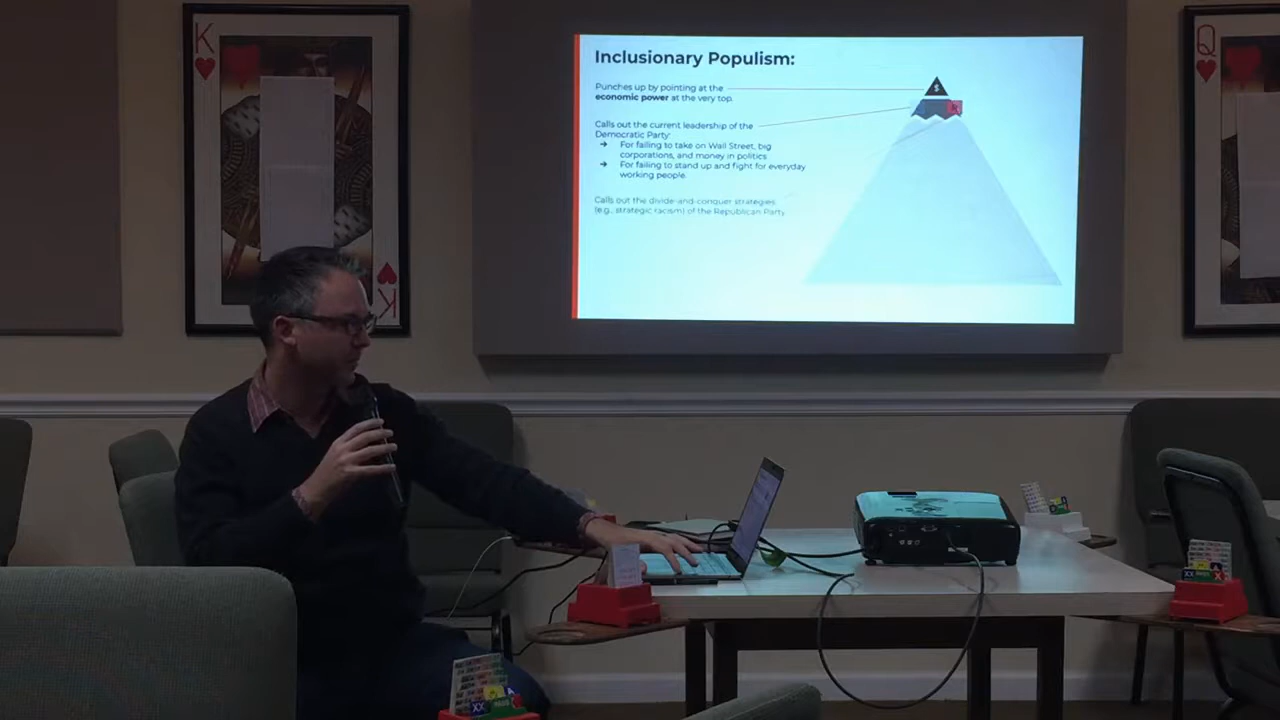 K
Q
Inclusionary Populism:
$
Punches up by pointing at the
economic power at the very top.
Calls out the current leadership of the
Democratic Party:
➔ For failing to take on Wall Street, big
corporations, and money in politics
➔ For failing to stand up and fight for everyday
working people.
Calls out the divide-and-conquer strategies
(e.g., strategic racism) of the Republican Party
K
XX
X